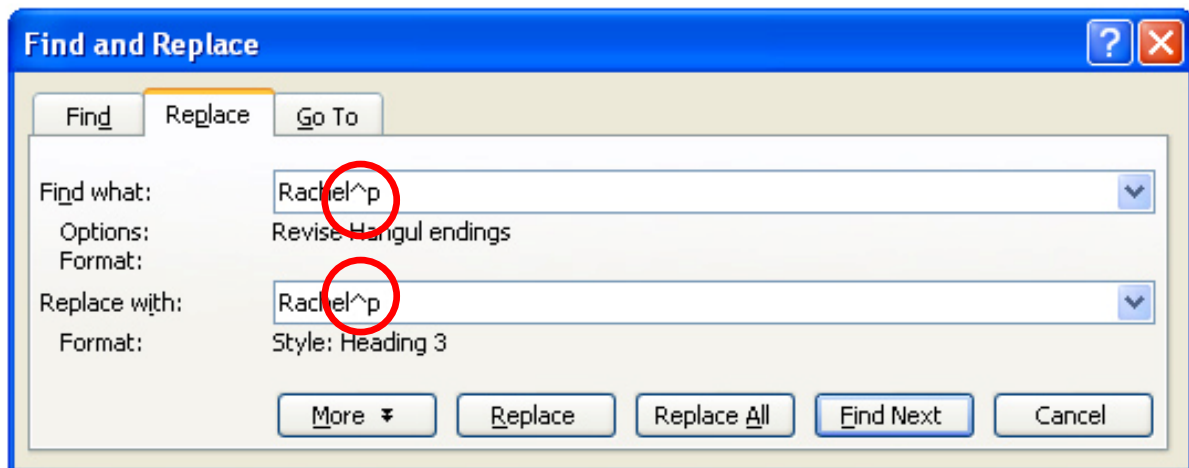 Find and Replace
Find Replace Go To
Find what: Rachel^p
Options: Revise Hangul endings
Format:
Replace with: Rachel^p
Format: Style: Heading 3
More Replace Replace All Find Next Cancel